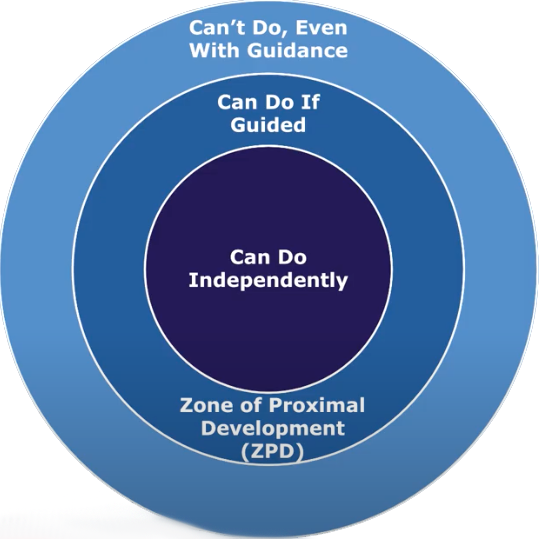 Can’t Do, Even
With Guidance
Can Do If
Guided
Can Do
Independently
Zone of Proximal
Development
(ZPD)